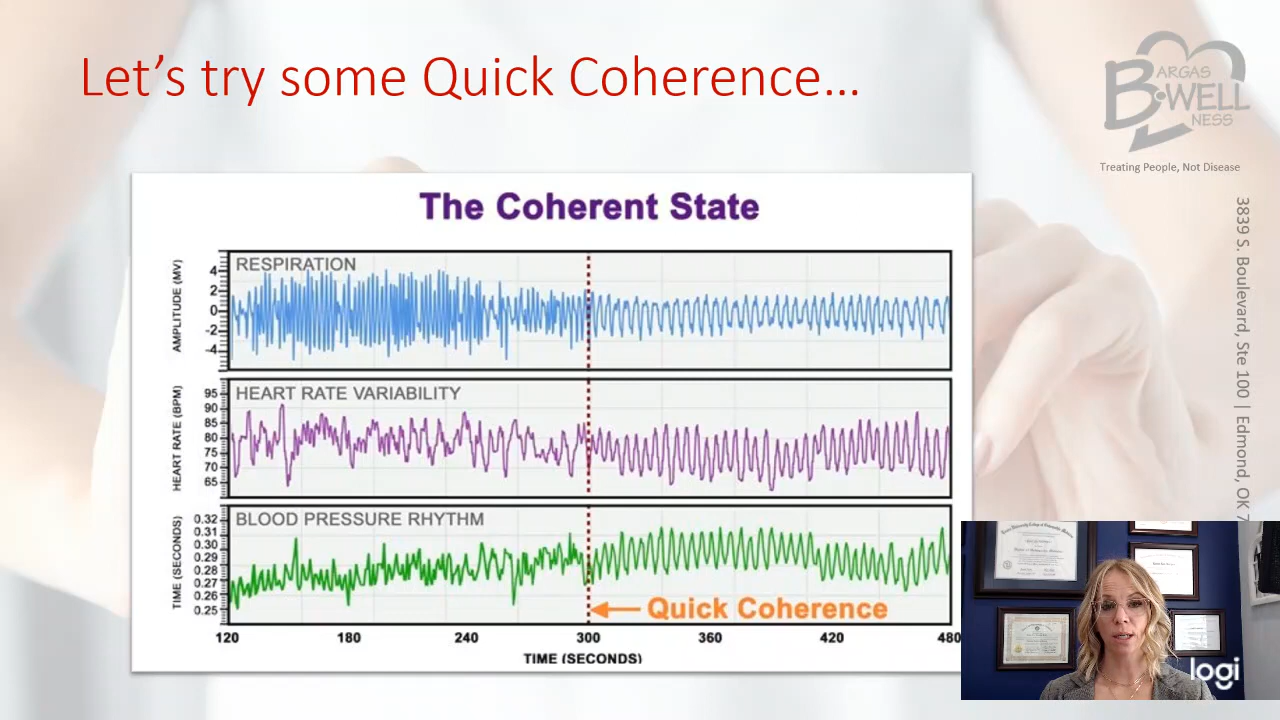 Let's try some Quick Coherence...
BARGAS
WELL
NESS
Treating People, Not Disease
3839 S. Boulevard, Ste 100 | Edmond, OK 7
The Coherent State
RESPIRATION
AMPLITUDE (MV)
4
2
0
-2
-4
HEART RATE VARIABILITY
HEART RATE (BPM)
95
90
85
80
75
70
65
BLOOD PRESSURE RHYTHM
TIME (SECONDS)
0.32
0.31
0.30
0.29
0.28
0.27
0.26
0.25
Quick Coherence
120 180 240 300 360 420 480
TIME (SECONDS)
logi